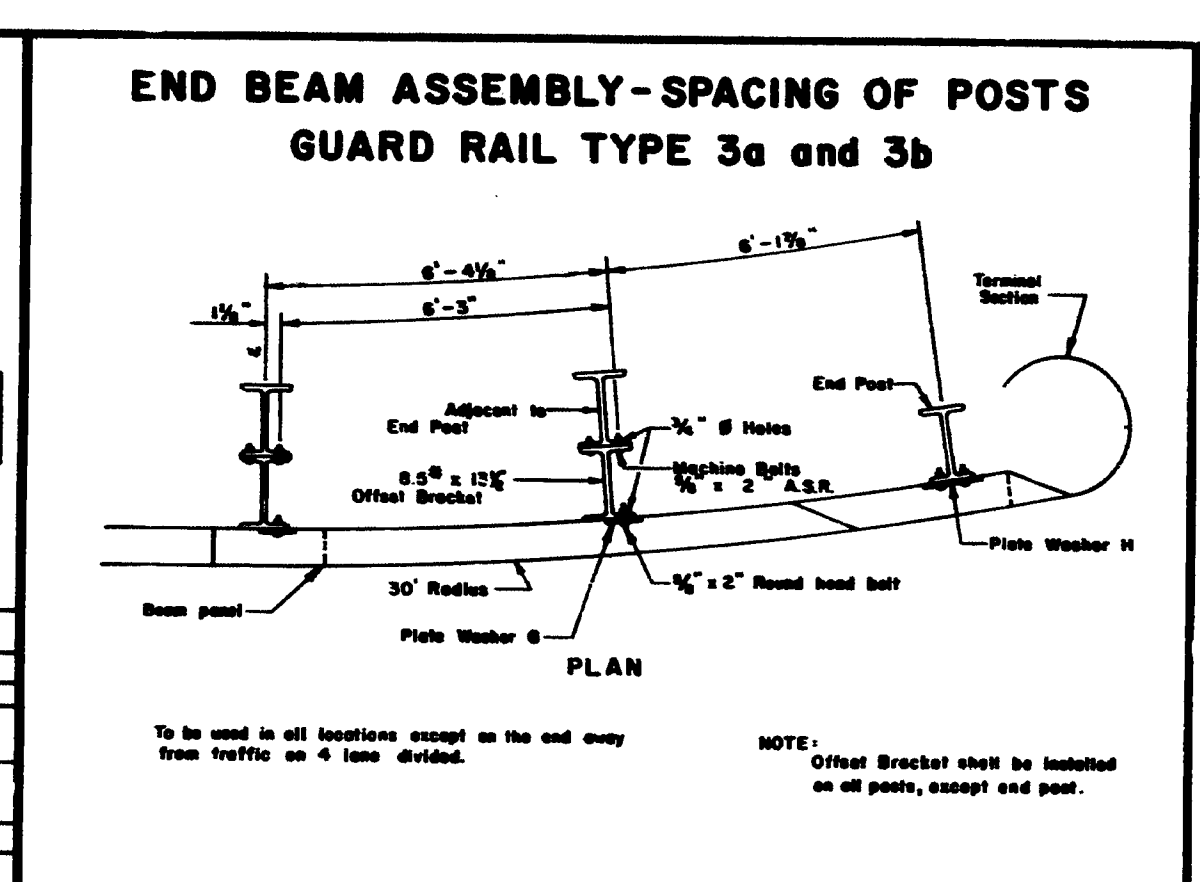 END BEAM ASSEMBLY-SPACING OF POSTS
GUARD RAIL TYPE 3a and 3b
6'-1⅞"
6'-4½"
6'-3"
1½"
Terminal
Section
End Post
Adjacent to
End Post
¾" Ø Holes
8.5# x
Offset Bracket
Machine Bolts
⅝" x 2" A.S.R.
Plate Washer H
30' Radius
⅝" x 2" Round head bolt
Beam panel
Plate Washer G
PLAN
To be used in all locations except on the end away
from traffic on 4 lane divided.
NOTE:
Offset Bracket shall be installed
on all posts, except end post.